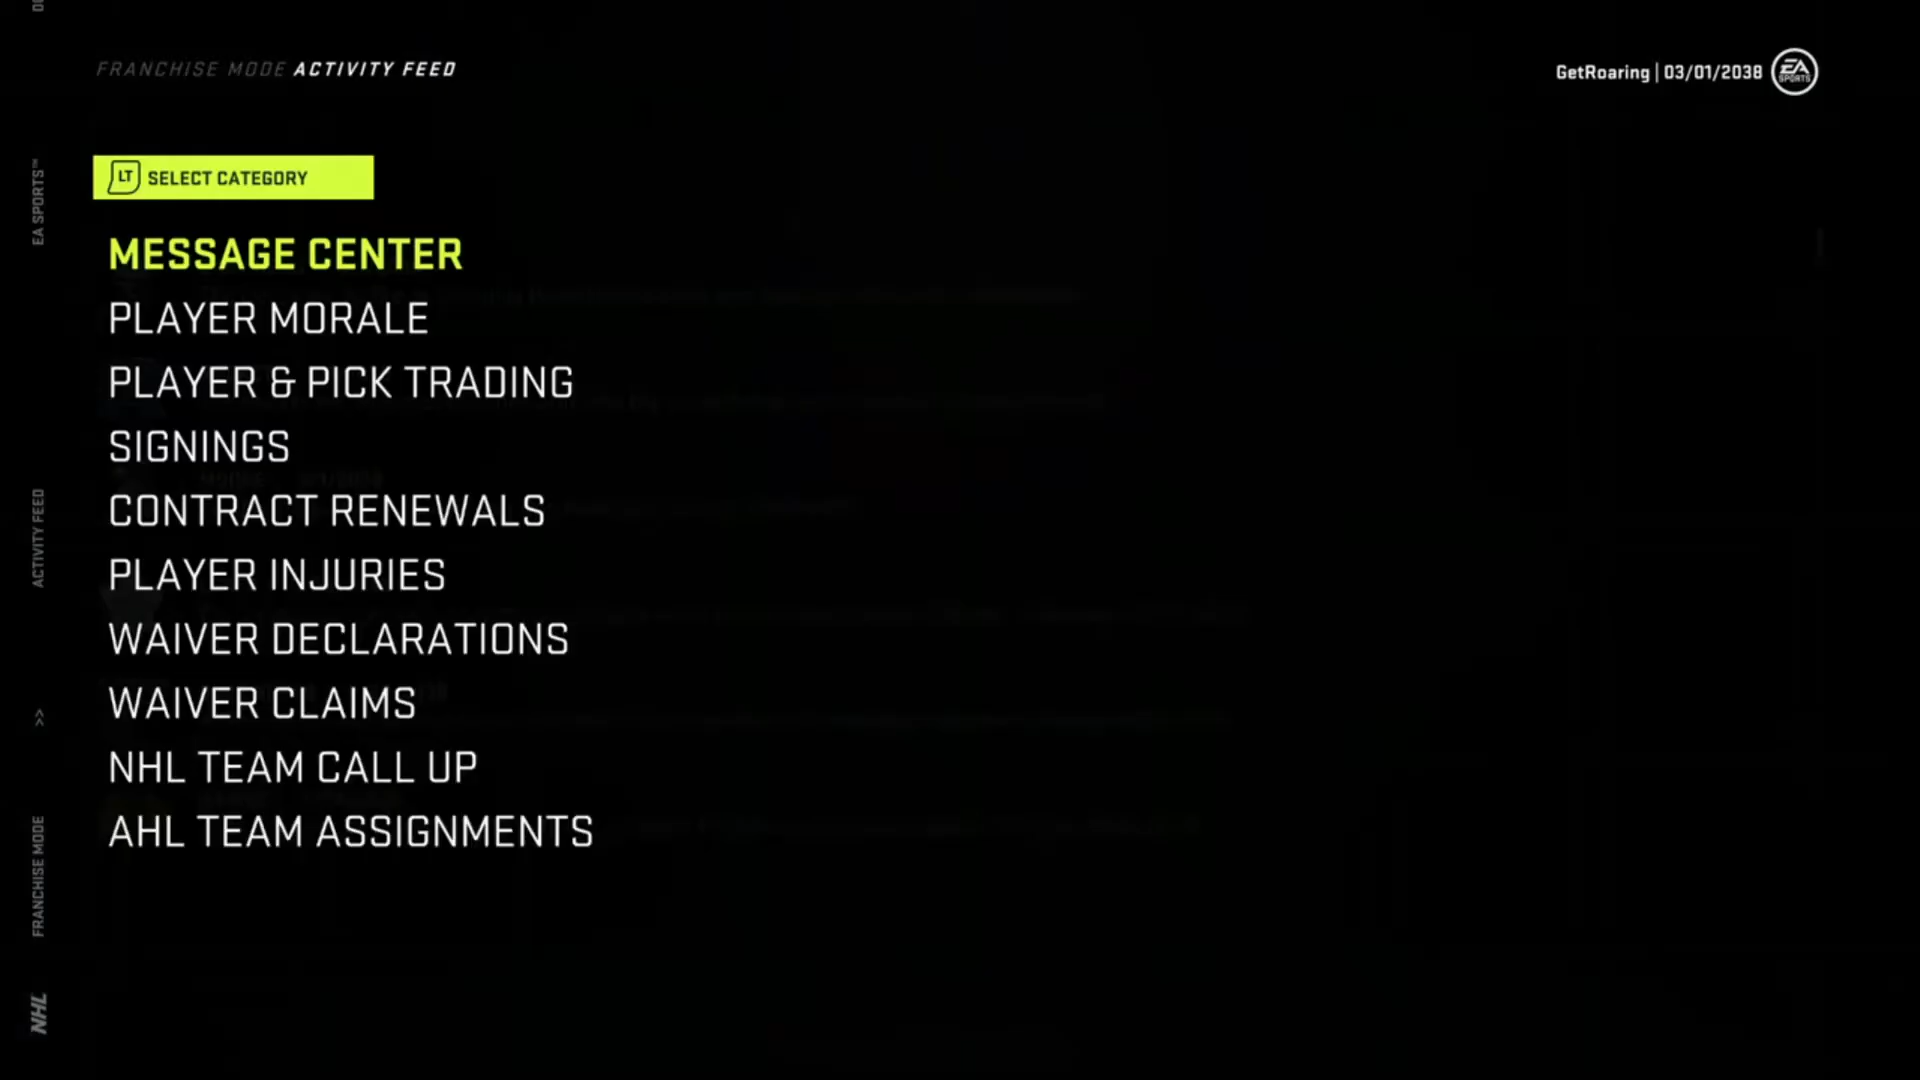 FRANCHISE MODE ACTIVITY FEED
GetRoaring | 03/01/2038
EA SPORTS
LT SELECT CATEGORY
MESSAGE CENTER
PLAYER MORALE
PLAYER & PICK TRADING
SIGNINGS
CONTRACT RENEWALS
PLAYER INJURIES
WAIVER DECLARATIONS
WAIVER CLAIMS
NHL TEAM CALL UP
AHL TEAM ASSIGNMENTS
NHL
FRANCHISE MODE
>>
ACTIVITY FEED
EA SPORTS™